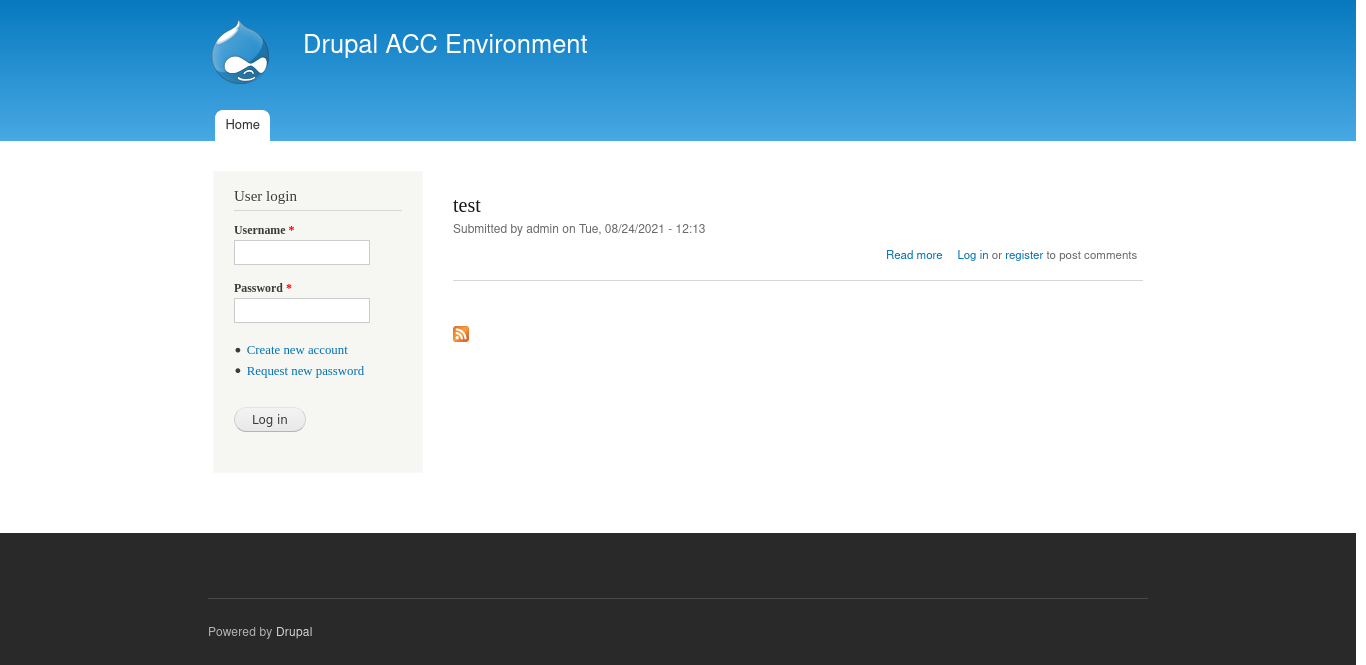 Drupal ACC Environment
Home
User login
Username *
Password *
Create new account
Request new password
Log in
test
Submitted by admin on Tue, 08/24/2021 - 12:13
Read more Log in or register to post comments
Powered by Drupal